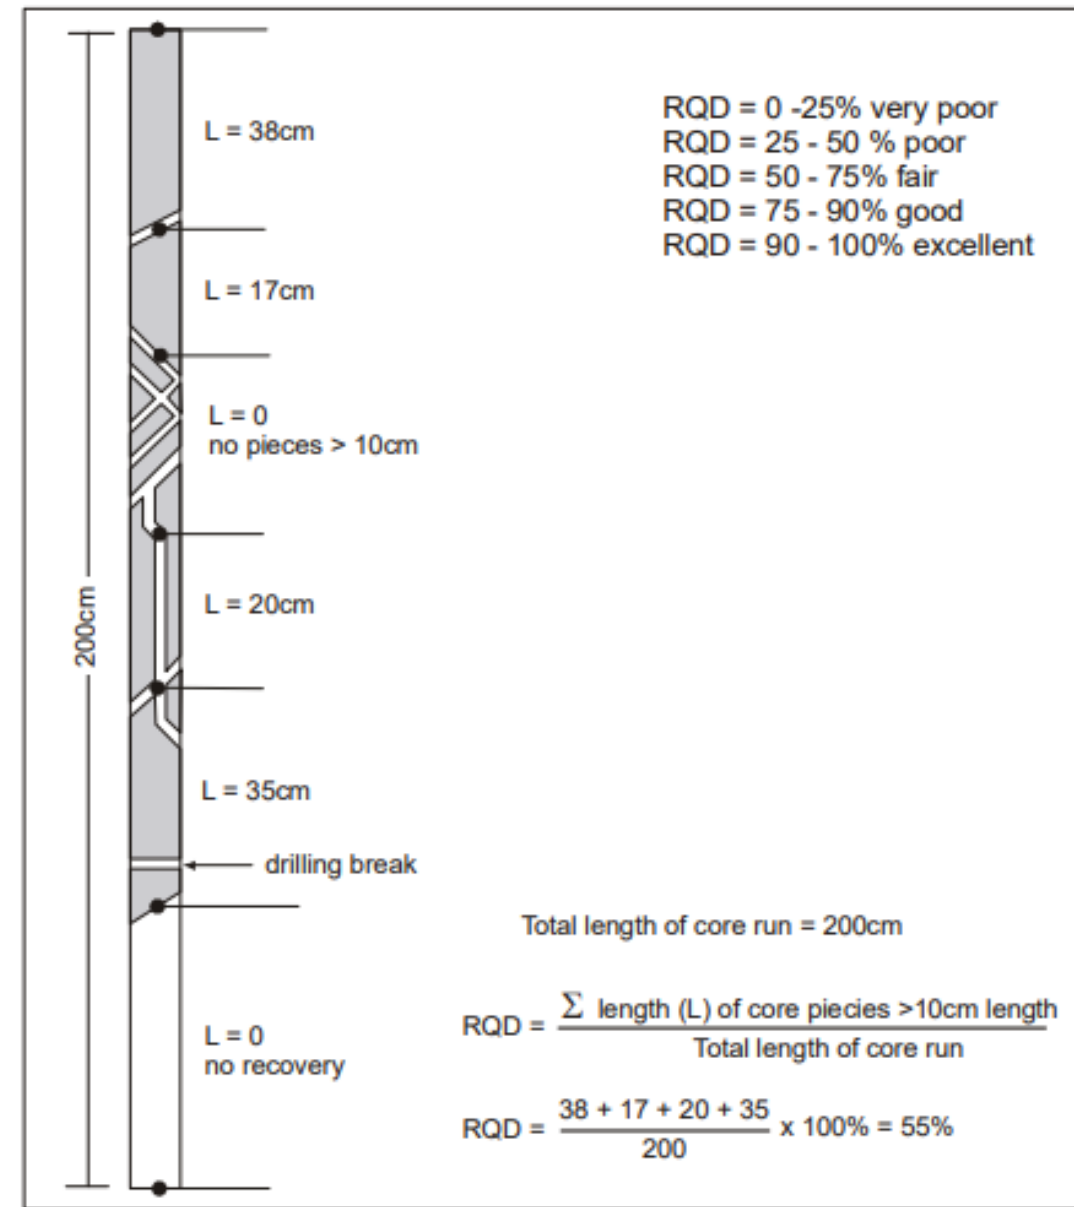 L = 38cm
RQD = 0 -25% very poor
RQD = 25 - 50 % poor
RQD = 50 - 75% fair
RQD = 75 - 90% good
RQD = 90 - 100% excellent
L = 17cm
L = 0
no pieces > 10cm
200cm
L = 20cm
L = 35cm
drilling break
Total length of core run = 200cm
RQD = Σ length (L) of core piecies >10cm length
Total length of core run
L = 0
no recovery
RQD = 38 + 17 + 20 + 35
200
x 100% = 55%